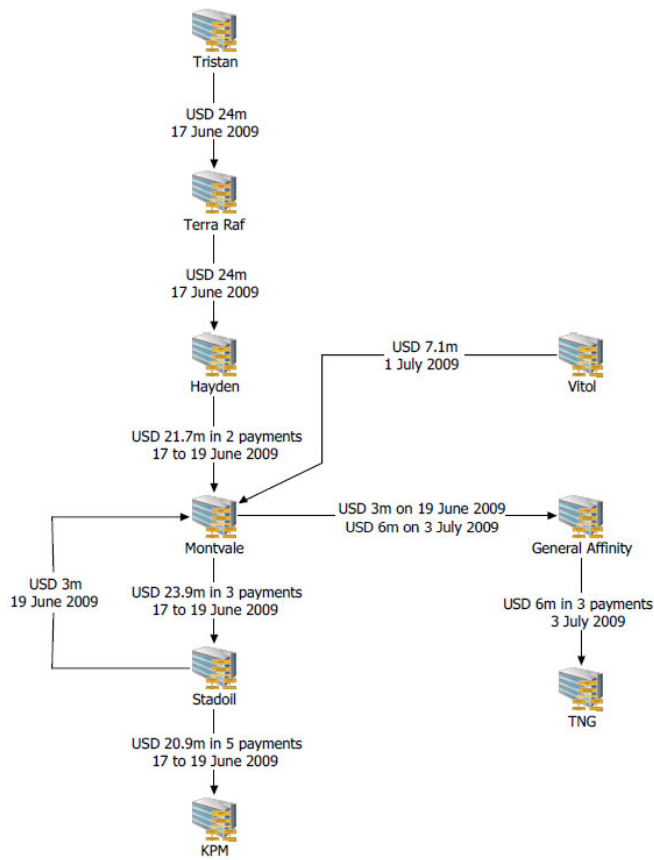 Tristan
USD 24m
17 June 2009
Terra Raf
USD 24m
17 June 2009
Hayden
USD 7.1m
1 July 2009
Vitol
USD 21.7m in 2 payments
17 to 19 June 2009
Montvale
USD 3m on 19 June 2009
USD 6m on 3 July 2009
General Affinity
USD 3m
19 June 2009
USD 23.9m in 3 payments
17 to 19 June 2009
USD 6m in 3 payments
3 July 2009
Stadoil
TNG
USD 20.9m in 5 payments
17 to 19 June 2009
KPM